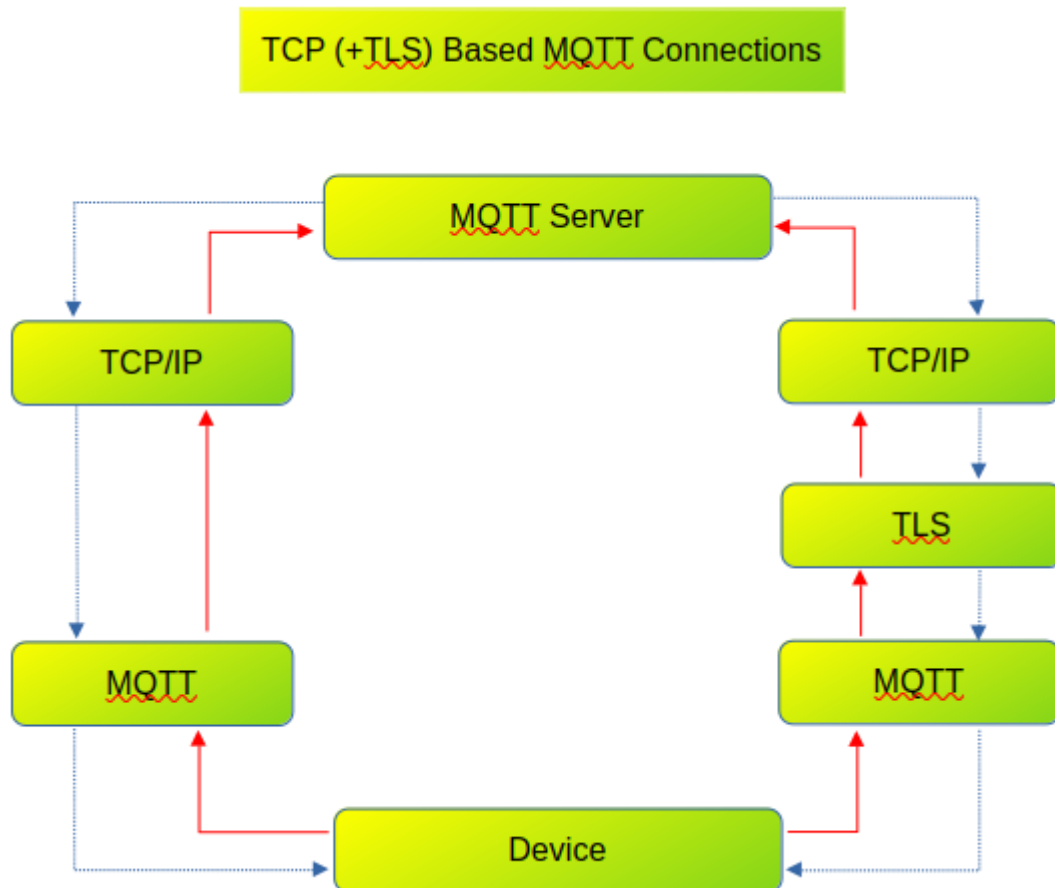 TCP (+TLS) Based MQTT Connections
MQTT Server
TCP/IP
TCP/IP
TLS
MQTT
MQTT
Device